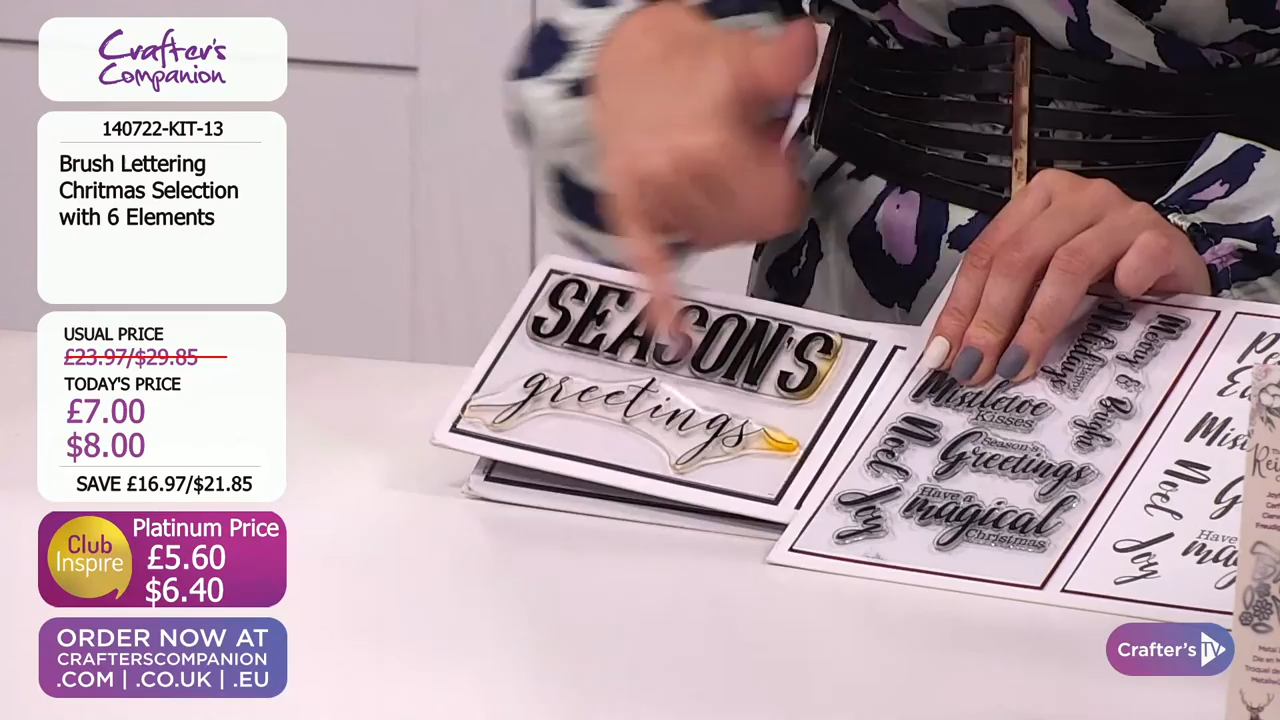 Crafter's
Companion
140722-KIT-13
Brush Lettering
Chritmas Selection
with 6 Elements
USUAL PRICE
£23.97/$29.85
TODAY'S PRICE
£7.00
$8.00
SAVE £16.97/$21.85
Club
Inspire
Platinum Price
£5.60
$6.40
ORDER NOW AT
CRAFTERSCOMPANION
.COM | .CO.UK | .EU
SEASON'S
greetings
Merry & Bright
Happy
Holidays
Mistletoe
Kisses
Noel
Season's
Greetings
Joy
Have a
magical
Christmas
Noel
Joy
Have
Crafter's TV